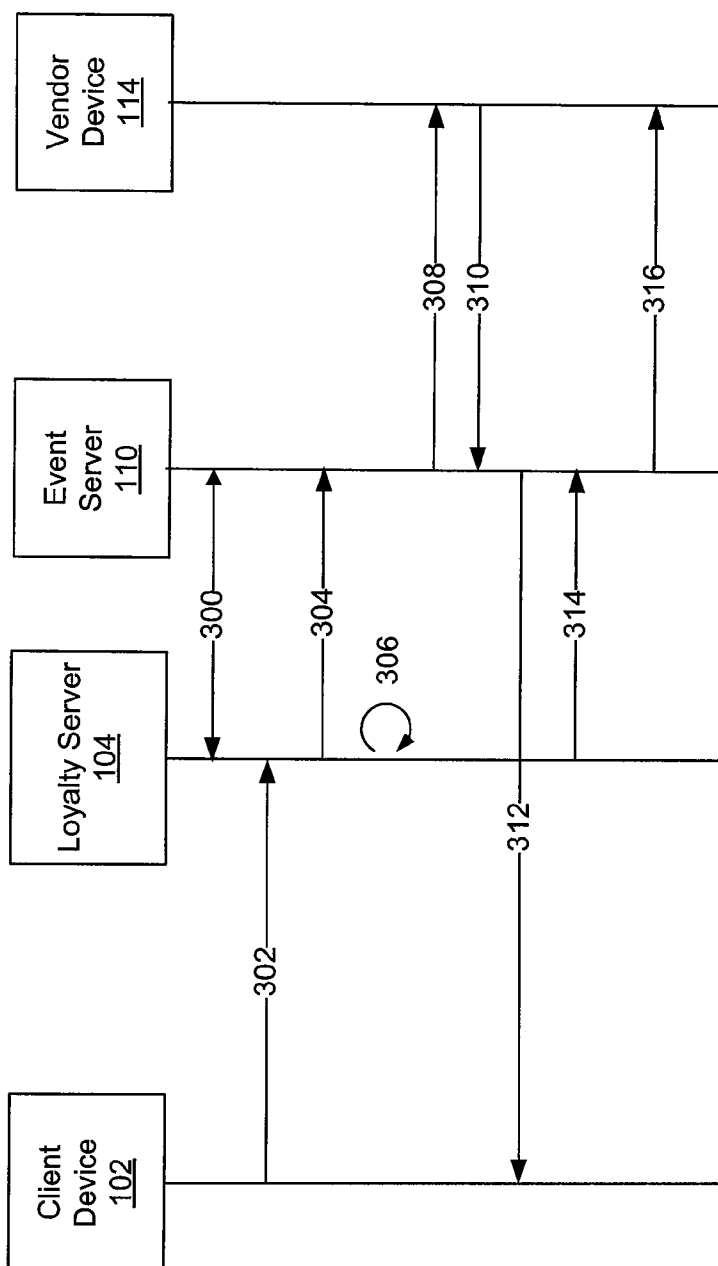 Client
Device
102
Loyalty Server
104
Event
Server
110
Vendor
Device
114
300
302
304
306
308
310
312
314
316